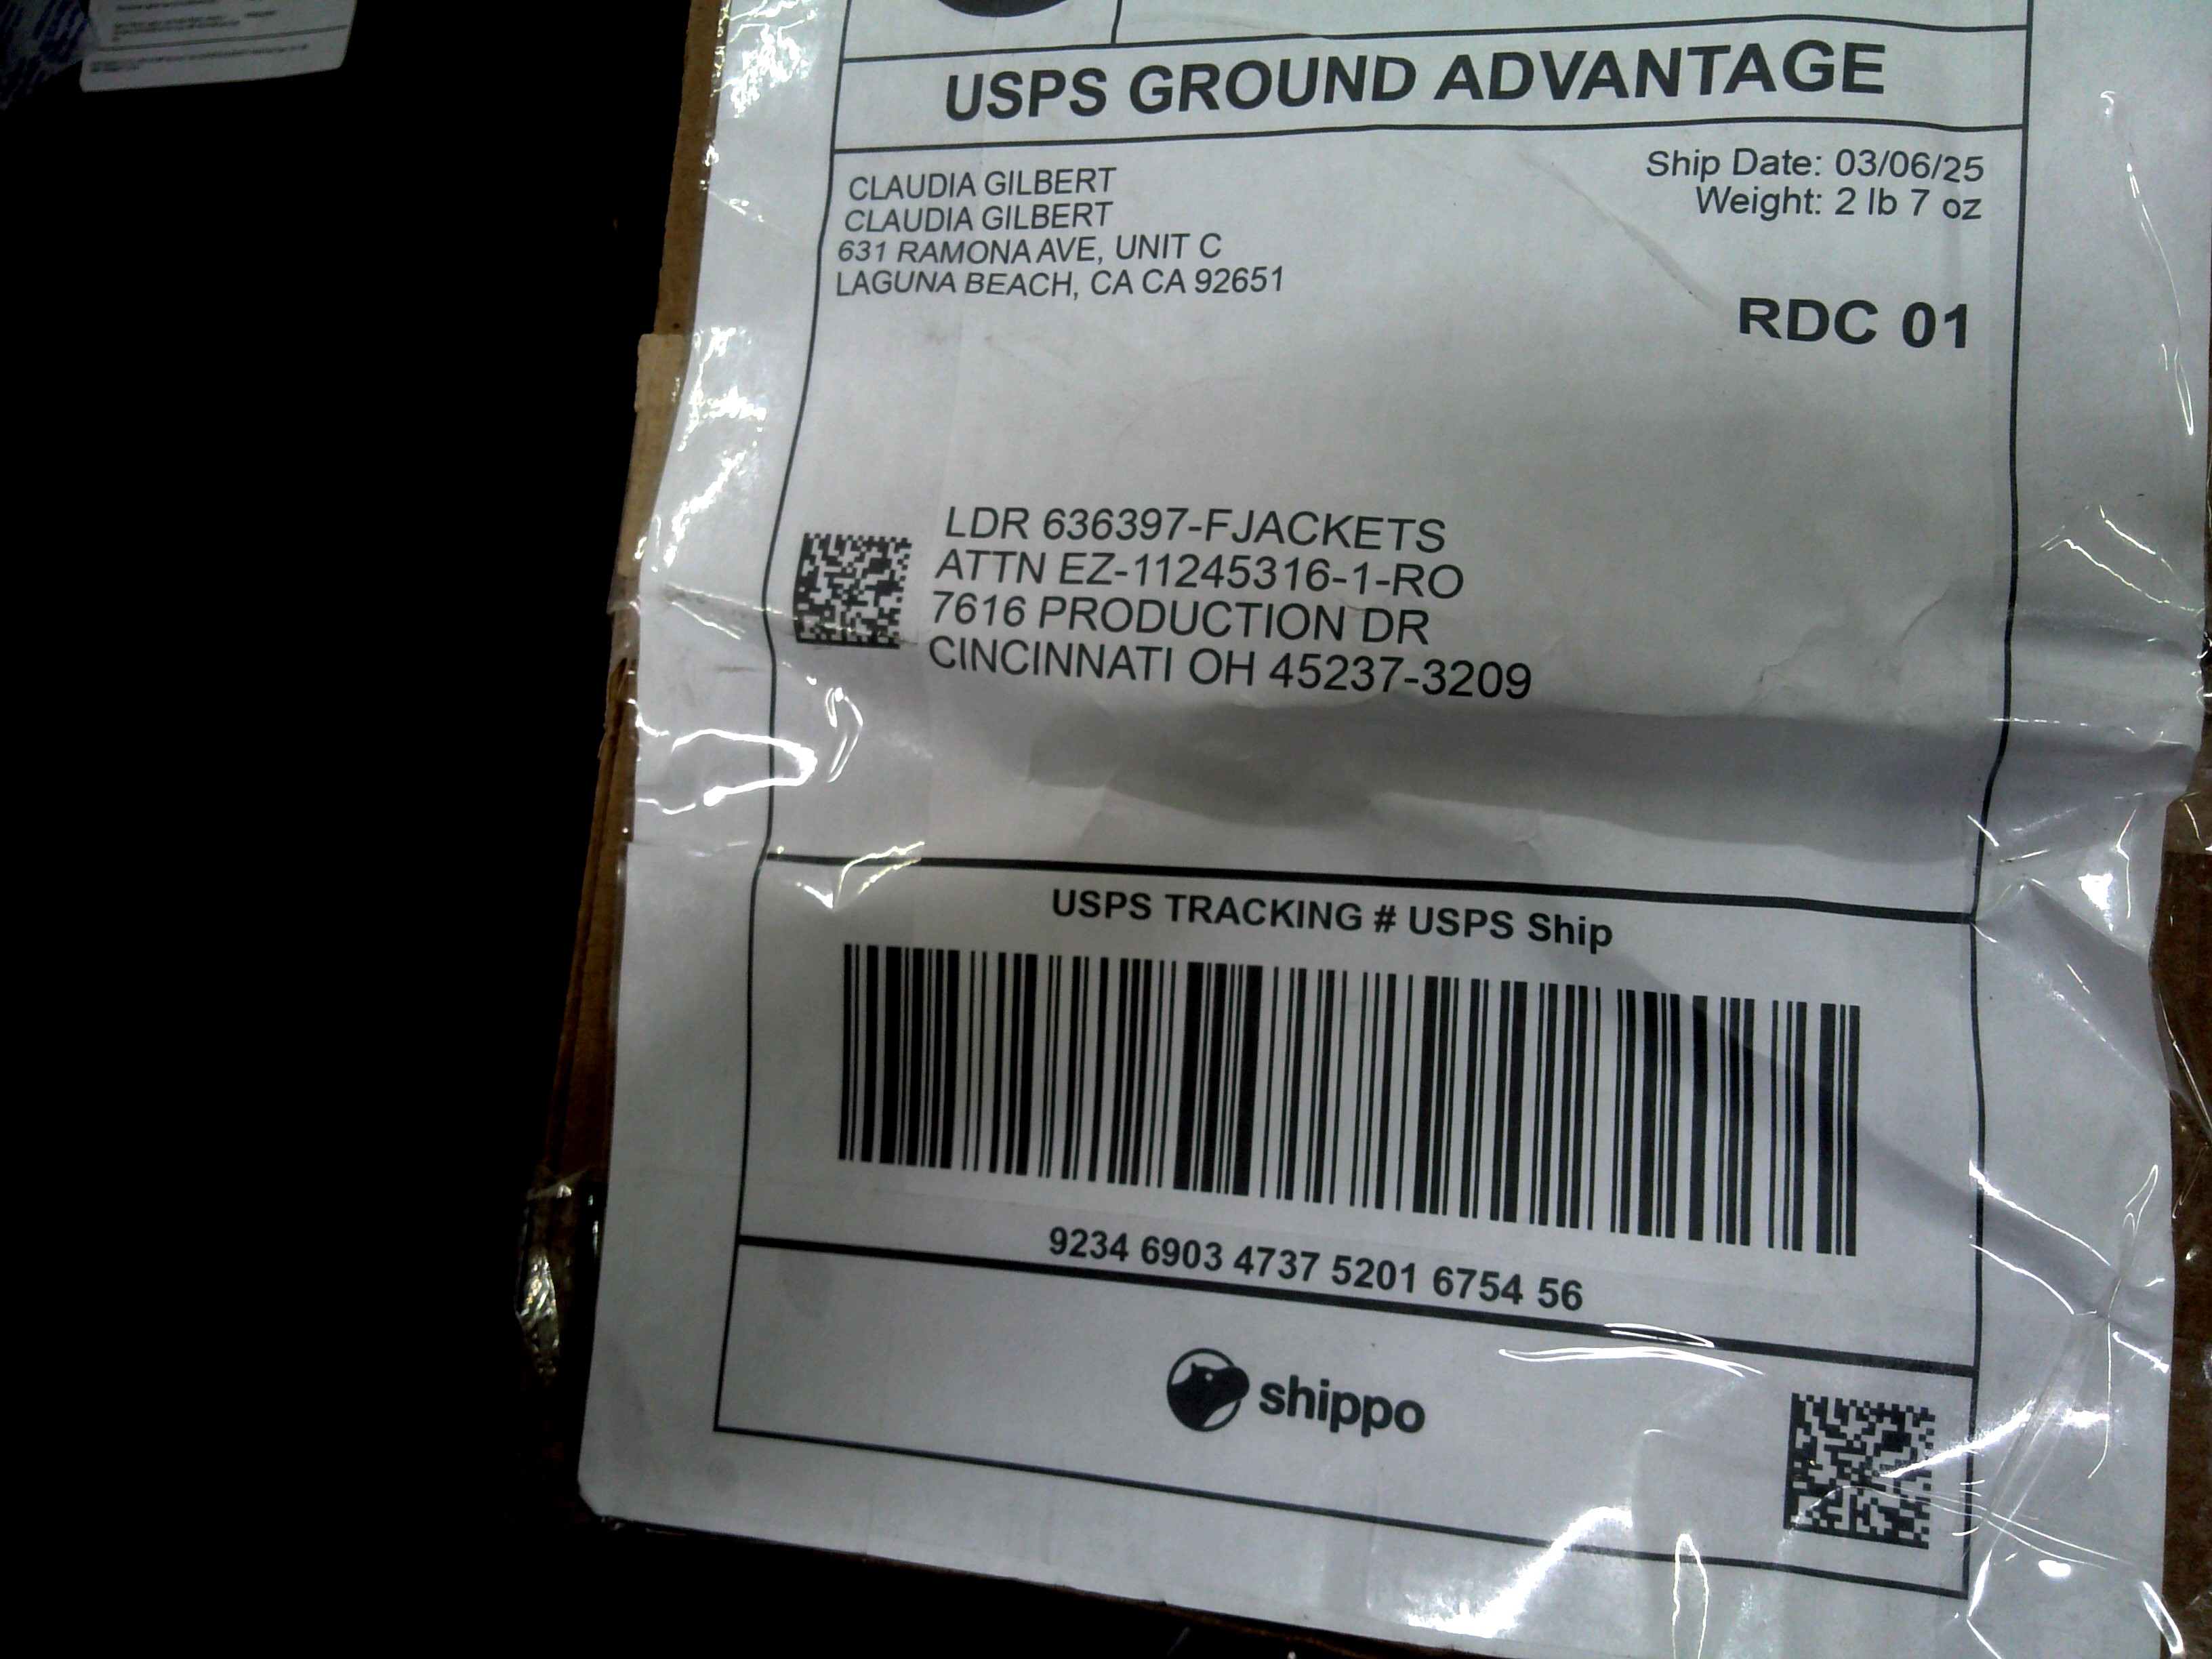 USPS GROUND ADVANTAGE
CLAUDIA GILBERT
CLAUDIA GILBERT
631 RAMONA AVE, UNIT C
LAGUNA BEACH, CA CA 92651
Ship Date: 03/06/25
Weight: 2 lb 7 oz
RDC 01
LDR 636397-FJACKETS
ATTN EZ-11245316-1-RO
7616 PRODUCTION DR
CINCINNATI OH 45237-3209
USPS TRACKING # USPS Ship
9234 6903 4737 5201 6754 56
shippo